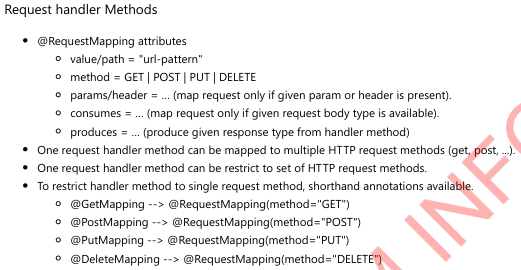 Request handler Methods
@RequestMapping attributes
value/path = "url-pattern"
method = GET | POST | PUT | DELETE
params/header = ... (map request only if given param or header is present).
consumes = ... (map request only if given request body type is available).
produces = ... (produce given response type from handler method)
One request handler method can be mapped to multiple HTTP request methods (get, post, ...).
One request handler method can be restrict to set of HTTP request methods.
To restrict handler method to single request method, shorthand annotations available.
@GetMapping --> @RequestMapping(method="GET")
@PostMapping --> @RequestMapping(method="POST")
@PutMapping --> @RequestMapping(method="PUT")
@DeleteMapping --> @RequestMapping(method="DELETE")
M INFO